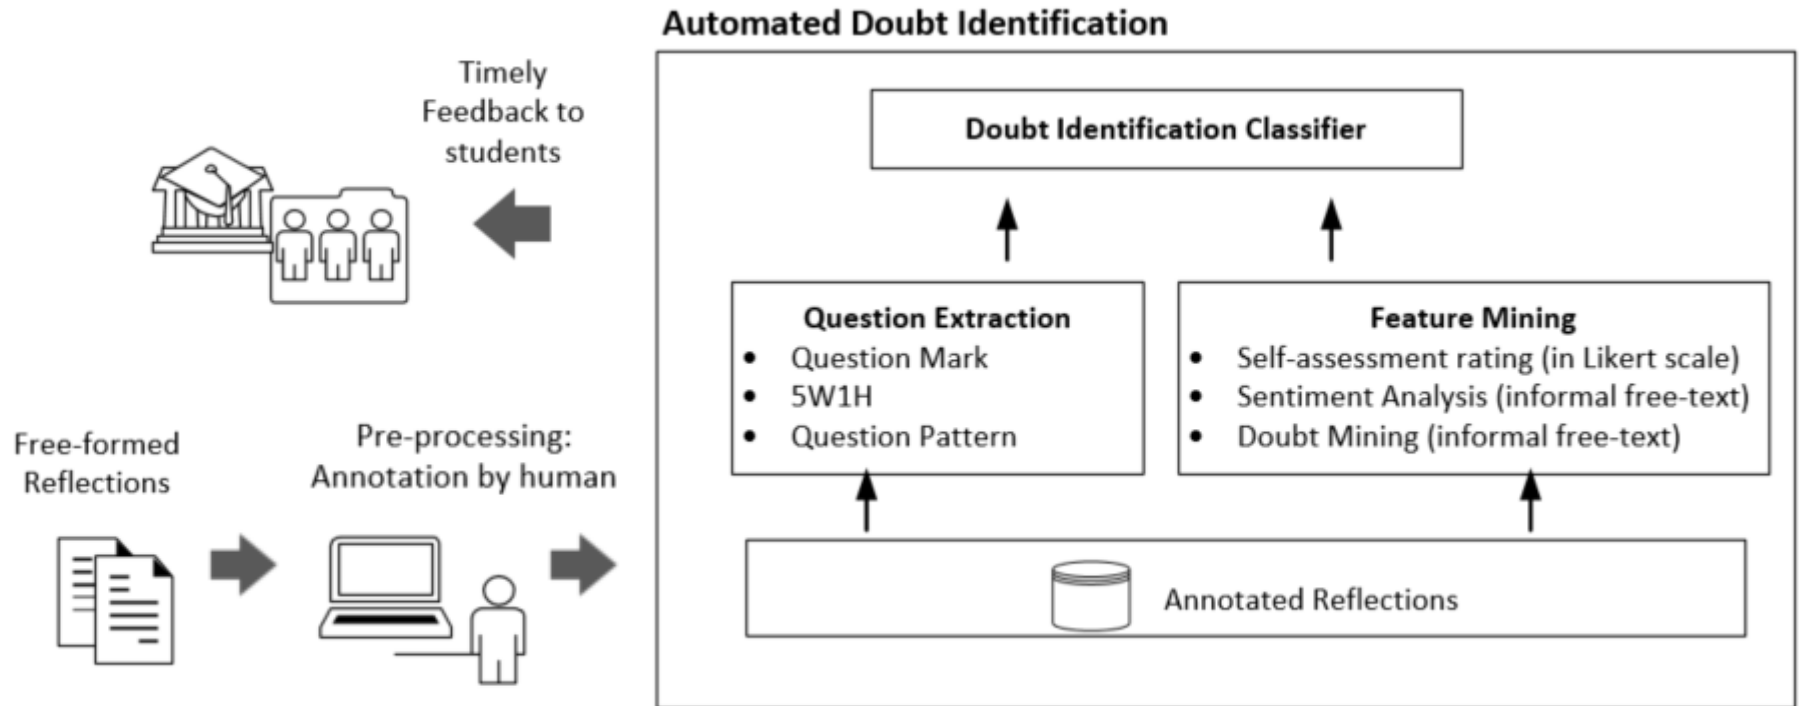 Automated Doubt Identification
Timely
Feedback to
students
Doubt Identification Classifier
Question Extraction
• Question Mark
• 5W1H
• Question Pattern
Feature Mining
• Self-assessment rating (in Likert scale)
• Sentiment Analysis (informal free-text)
• Doubt Mining (informal free-text)
Free-formed
Reflections
Pre-processing:
Annotation by human
Annotated Reflections